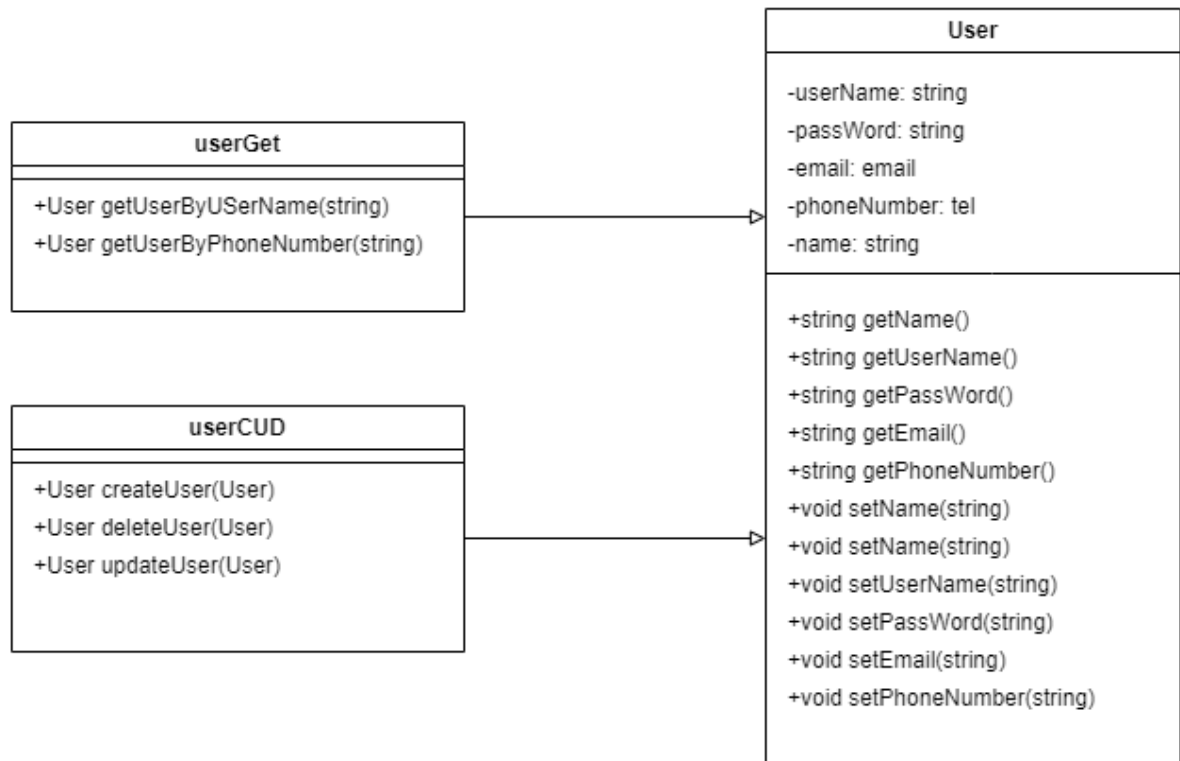 userGet
+User getUserByUSerName(string)
+User getUserByPhoneNumber(string)
userCUD
+User createUser(User)
+User deleteUser(User)
+User updateUser(User)
User
-userName: string
-passWord: string
-email: email
-phoneNumber: tel
-name: string
+string getName()
+string getUserName()
+string getPassWord()
+string getEmail()
+string getPhoneNumber()
+void setName(string)
+void setName(string)
+void setUserName(string)
+void setPassWord(string)
+void setEmail(string)
+void setPhoneNumber(string)